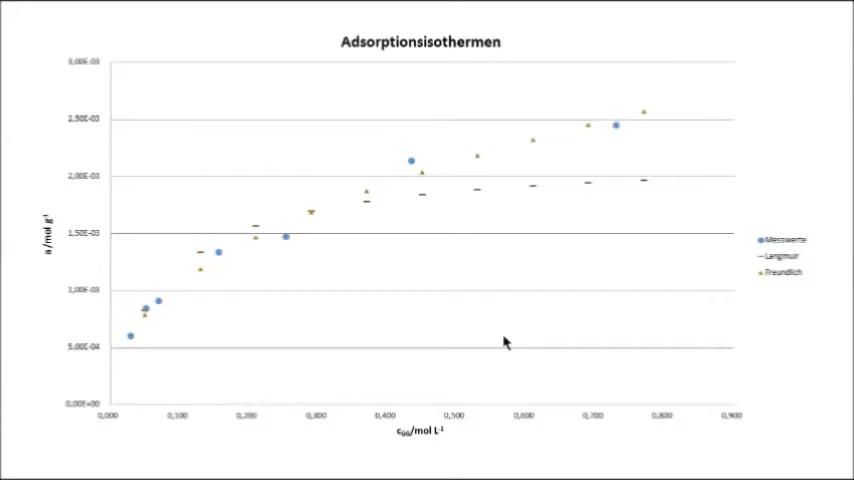 Adsorptionsisothermen
3,00E-03
2,50E-03
2,00E-03
1,50E-03
1,00E-03
5,00E-04
0,00E+00
a /mol g⁻¹
0,000 0,100 0,200 0,300 0,400 0,500 0,600 0,700 0,800 0,900
cGG/mol L⁻¹
Messwerte
Langmuir
Freundlich